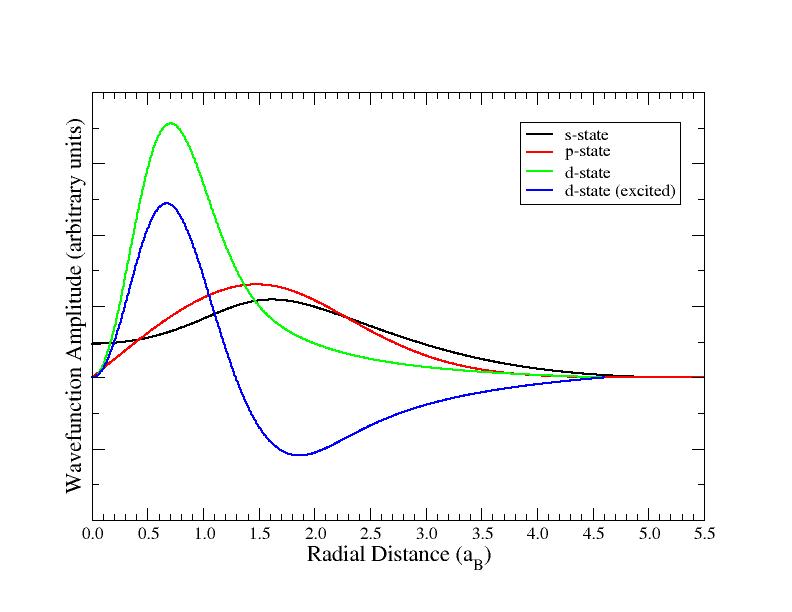 Wavefunction Amplitude (arbitrary units)
s-state
p-state
d-state
d-state (excited)
0.0 0.5 1.0 1.5 2.0 2.5 3.0 3.5 4.0 4.5 5.0 5.5
Radial Distance (a_B)